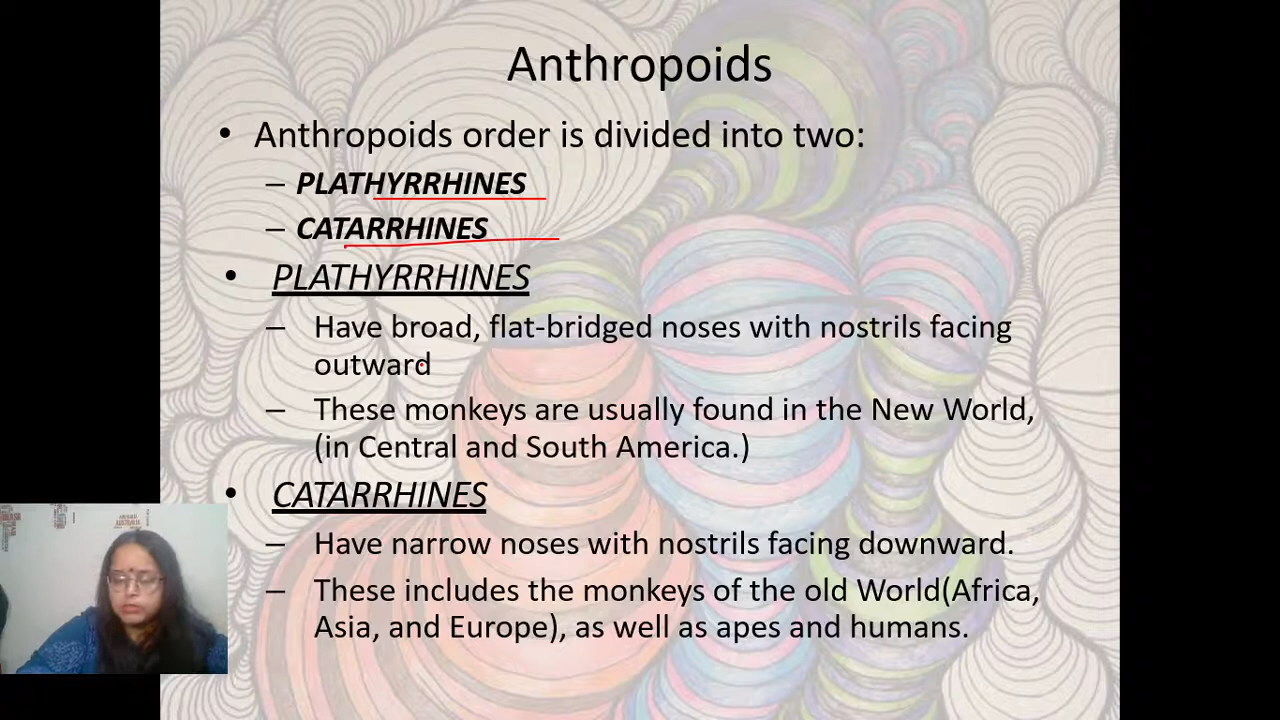 Anthropoids
• Anthropoids order is divided into two:
– PLATHYRRHINES
– CATARRHINES
• PLATHYRRHINES
– Have broad, flat-bridged noses with nostrils facing
outward
– These monkeys are usually found in the New World,
(in Central and South America.)
• CATARRHINES
– Have narrow noses with nostrils facing downward.
– These includes the monkeys of the old World(Africa,
Asia, and Europe), as well as apes and humans.